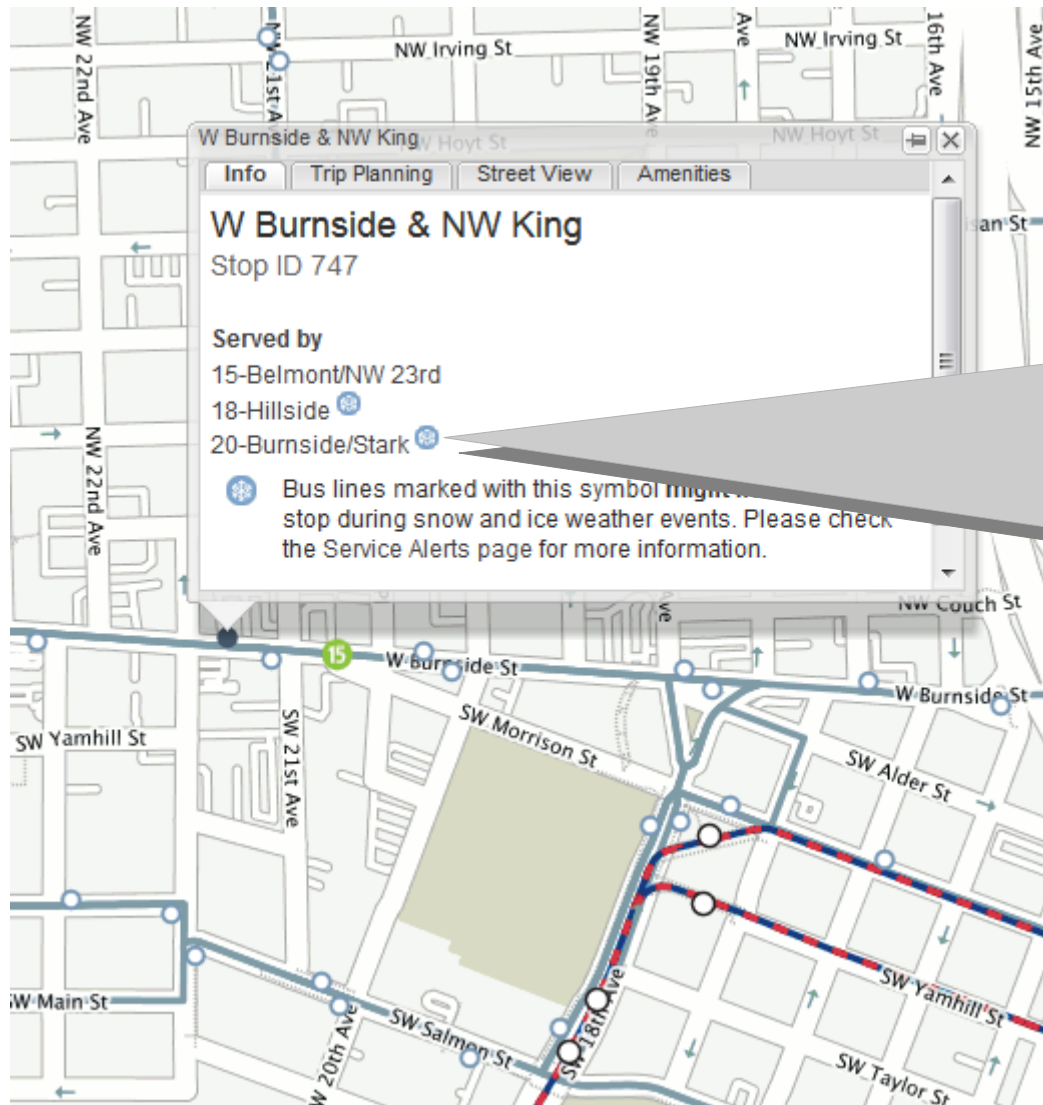 NW 22nd Ave
NW 21st A
NW Irving St
NW 19th Ave
Ave
NW Irving St
16th Ave
NW 15th Ave
W Burnside & NW King
NW Hoyt St
NW Hoyt St
Info
Trip Planning
Street View
Amenities
W Burnside & NW King
Stop ID 747
an St
Served by
15-Belmont/NW 23rd
18-Hillside
20-Burnside/Stark
Bus lines marked with this symbol might
stop during snow and ice weather events. Please check
the Service Alerts page for more information.
NW 22nd Ave
NW Couch St
ve
15
W Burnside St
W Burnside St
SW Yamhill St
SW 21st Ave
SW Morrison St
SW Alder St
SW Main St
SW 20th Ave
SW Salmon St
SW 18th Ave
SW Yamhill St
SW Taylor St